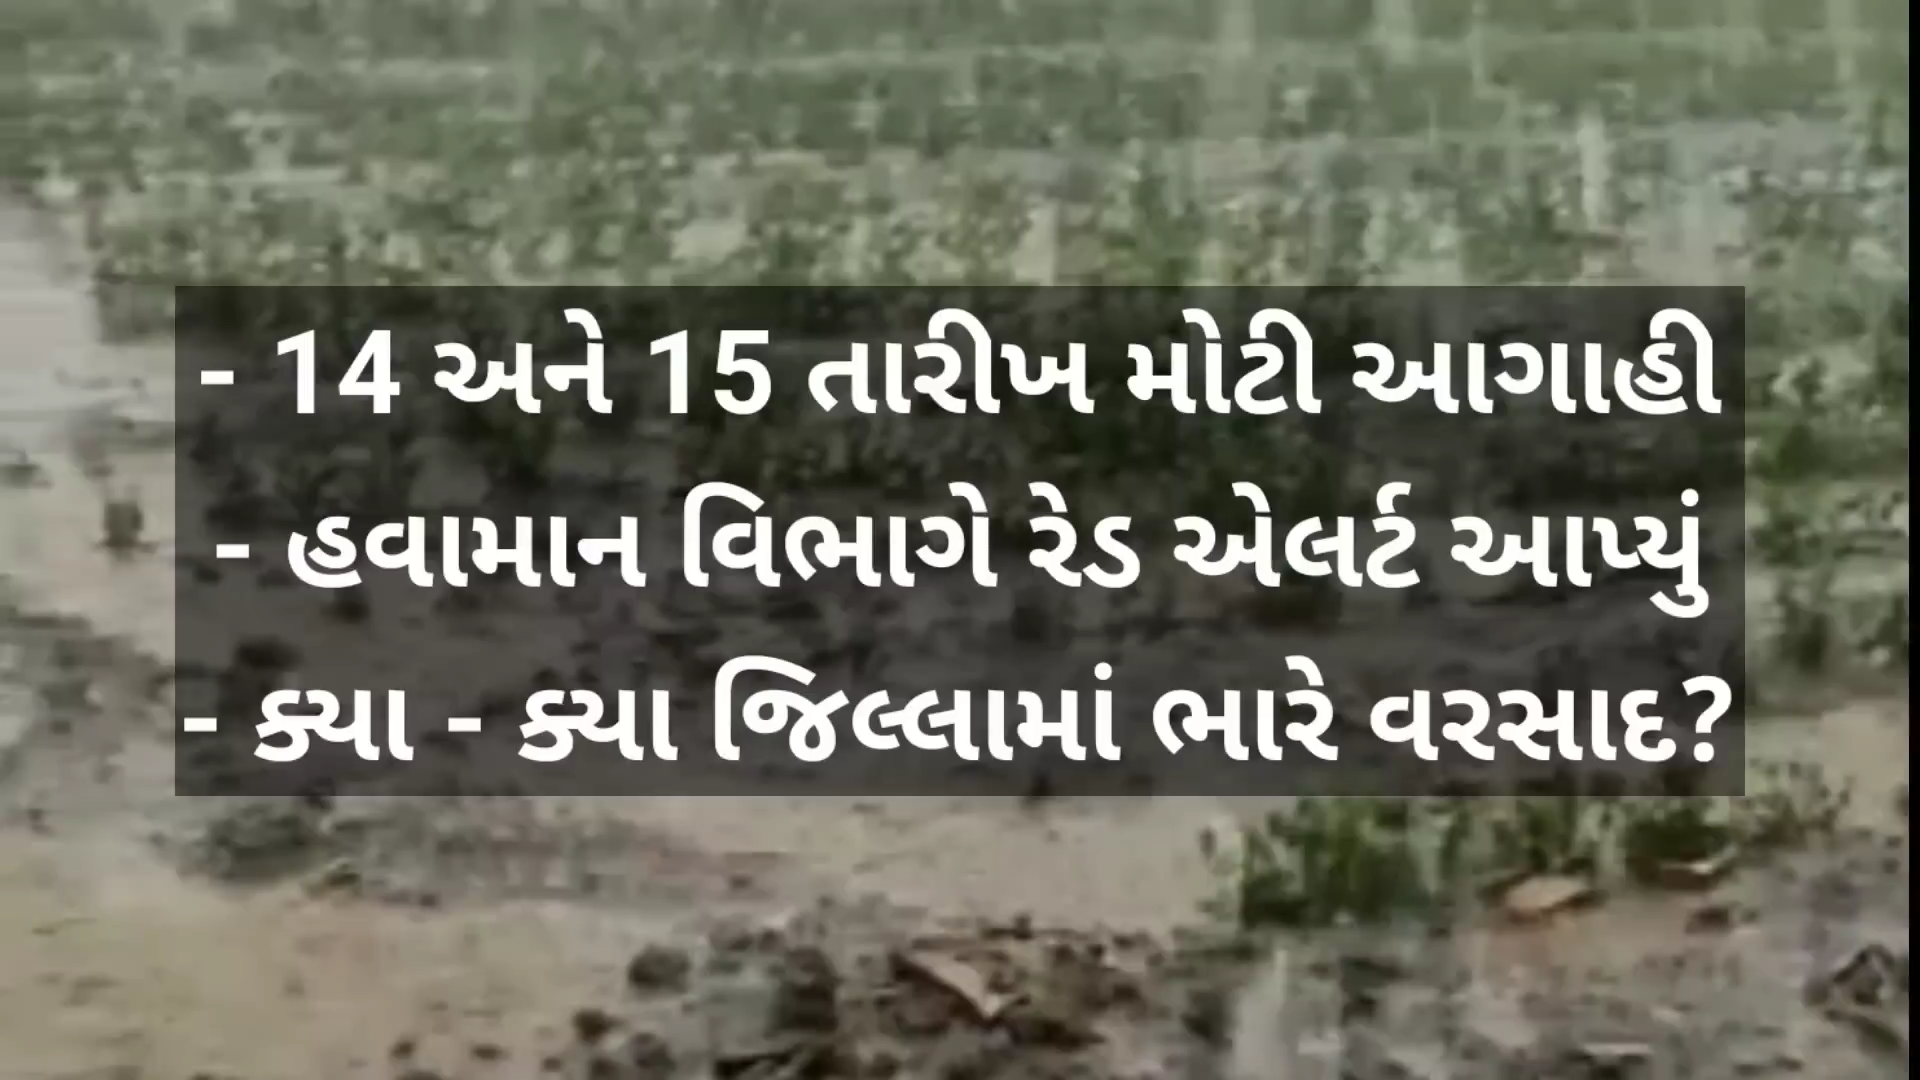 - 14 અને 15 તારીખ મોટી આગાહી
- હવામાન વિભાગે રેડ એલર્ટ આપ્યું
- ક્યા - ક્યા જિલ્લામાં ભારે વરસાદ?